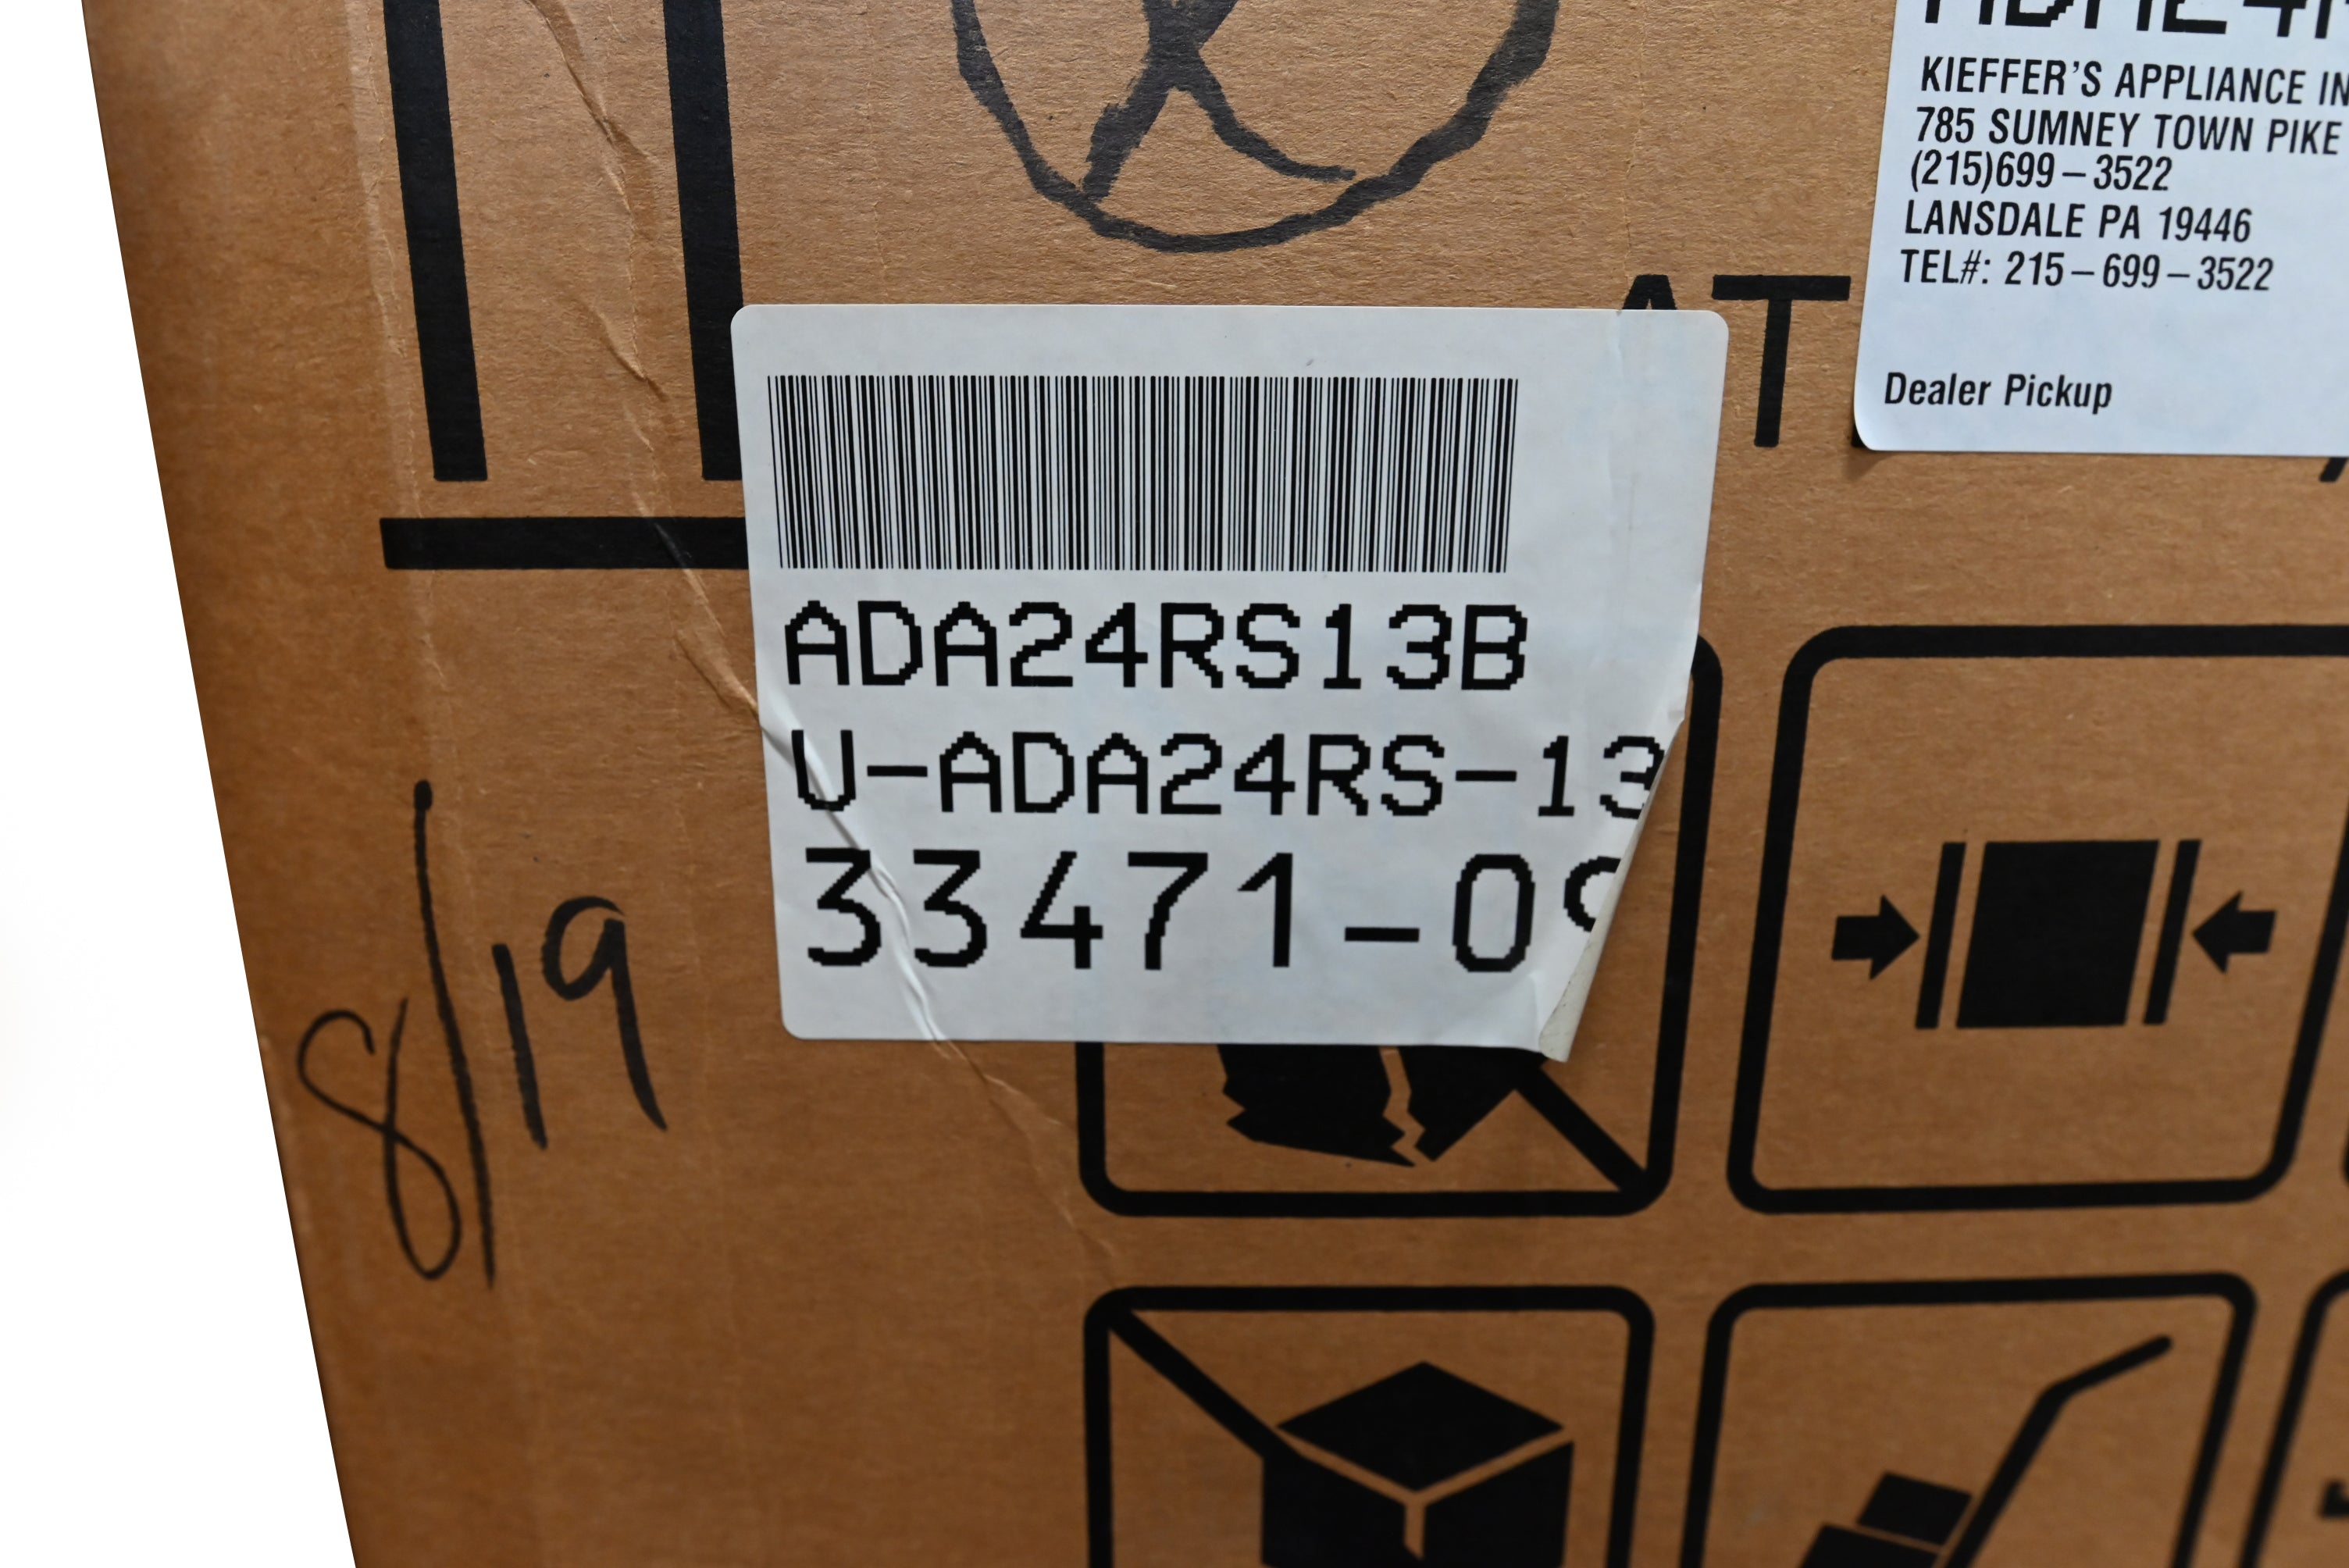 KIEFFER'S APPLIANCE IN
785 SUMNEY TOWN PIKE
(215)699-3522
LANSDALE PA 19446
TEL#: 215-699-3522
Dealer Pickup
AT
ADA24RS13B
U-ADA24RS-13
33471-0
8/19